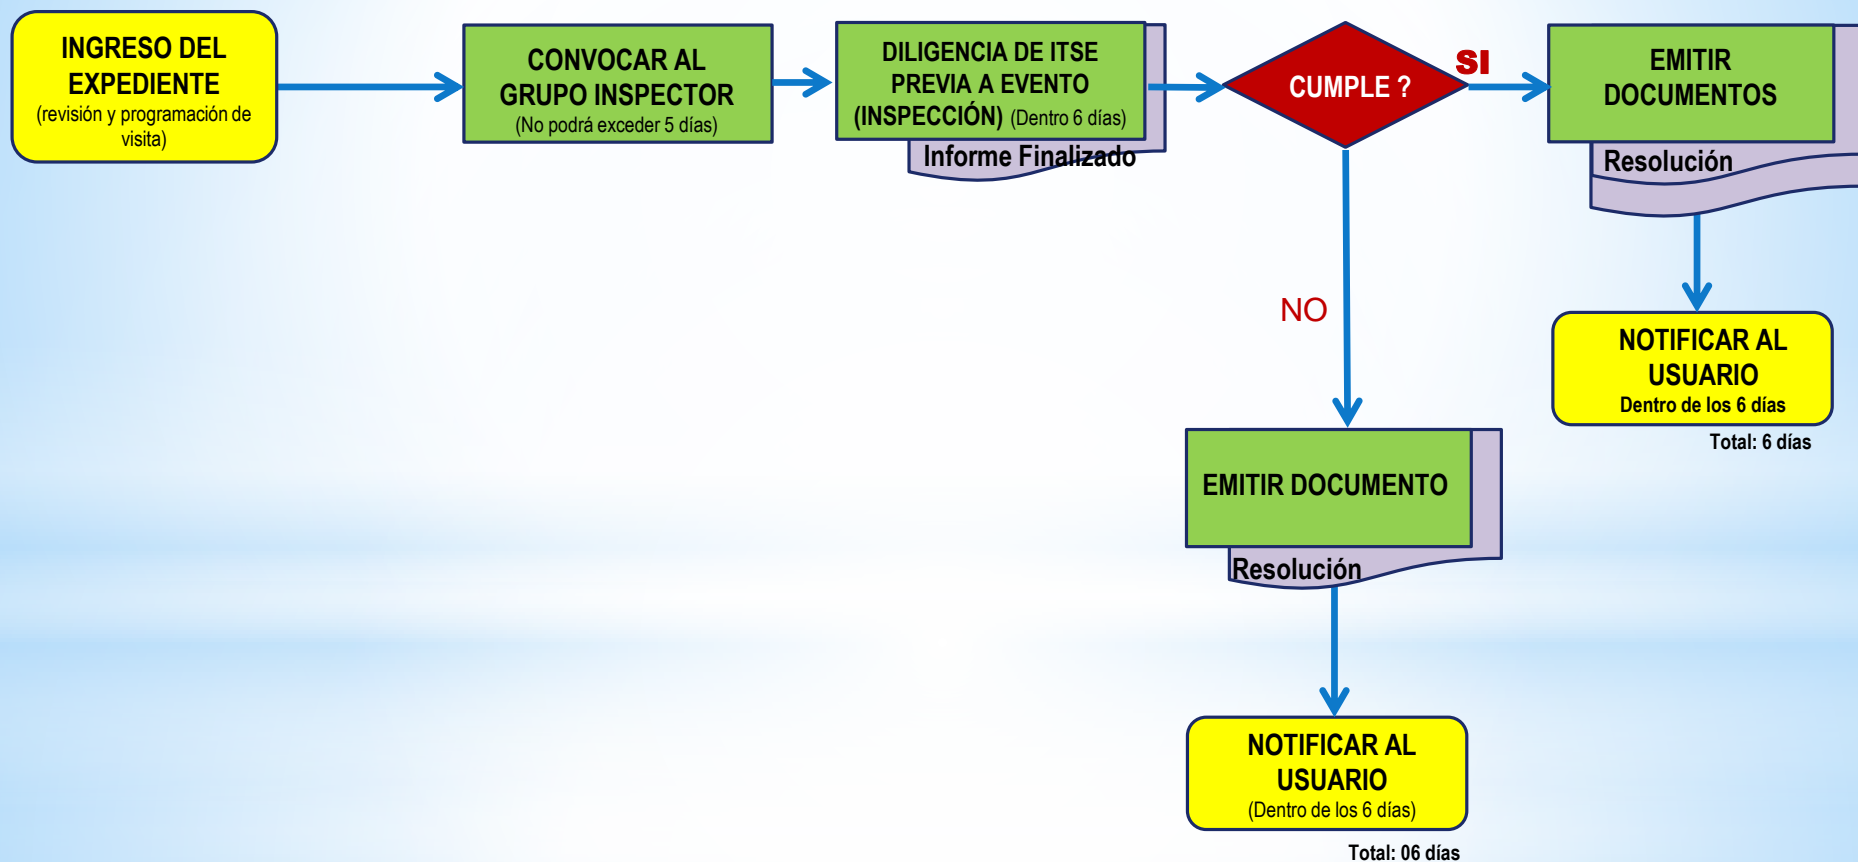 INGRESO DEL
EXPEDIENTE
(revisión y programación de
visita)
CONVOCAR AL
GRUPO INSPECTOR
(No podrá exceder 5 días)
DILIGENCIA DE ITSE
PREVIA A EVENTO
(INSPECCIÓN) (Dentro 6 días)
Informe Finalizado
CUMPLE ?
SI
EMITIR
DOCUMENTOS
Resolución
NOTIFICAR AL
USUARIO
Dentro de los 6 días
Total: 6 días
NO
EMITIR DOCUMENTO
Resolución
NOTIFICAR AL
USUARIO
(Dentro de los 6 días)
Total: 06 días